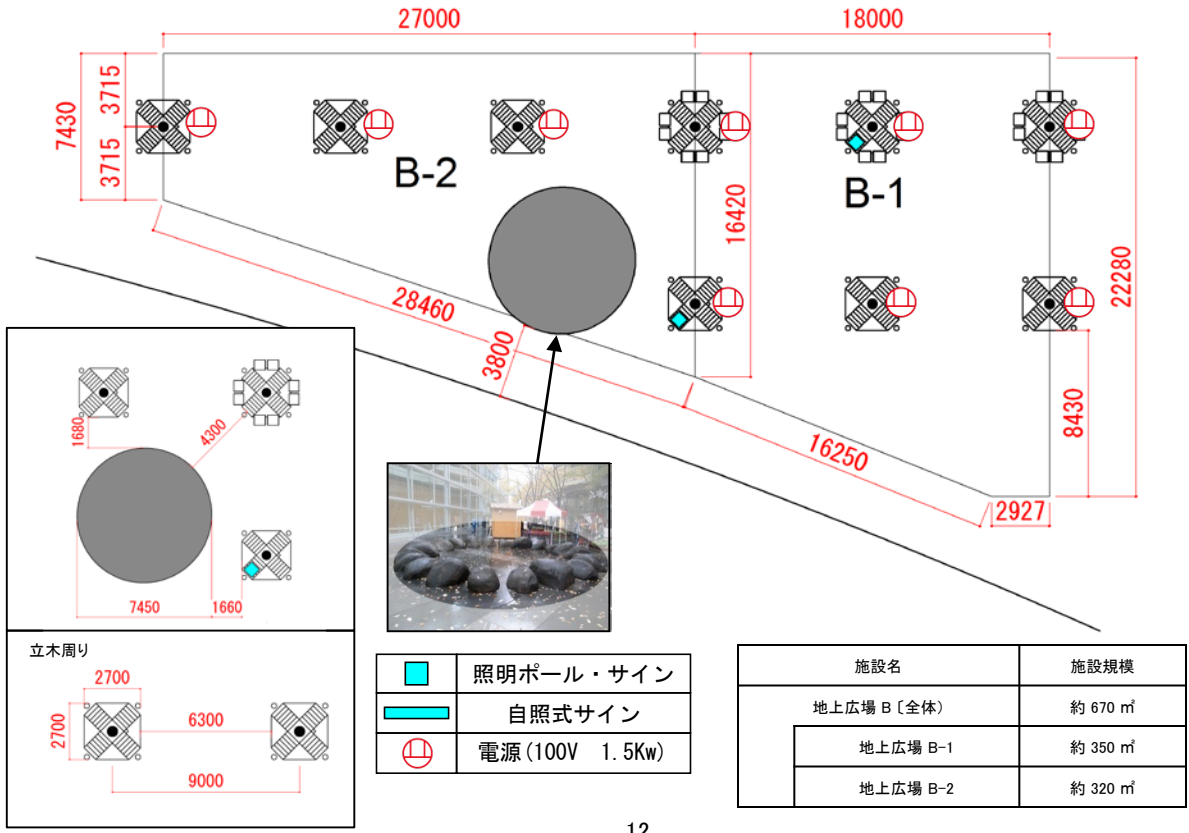 27000
18000
7430
3715
3715
B-2
B-1
16420
22280
28460
3800
16250
8430
2927
1680
4300
7450
1660
立木周り
2700
2700
6300
9000
照明ポール・サイン
自照式サイン
電源(100V 1.5Kw)
施設名 施設規模
地上広場 B〔全体〕 約 670 ㎡
地上広場 B-1 約 350 ㎡
地上広場 B-2 約 320 ㎡
12